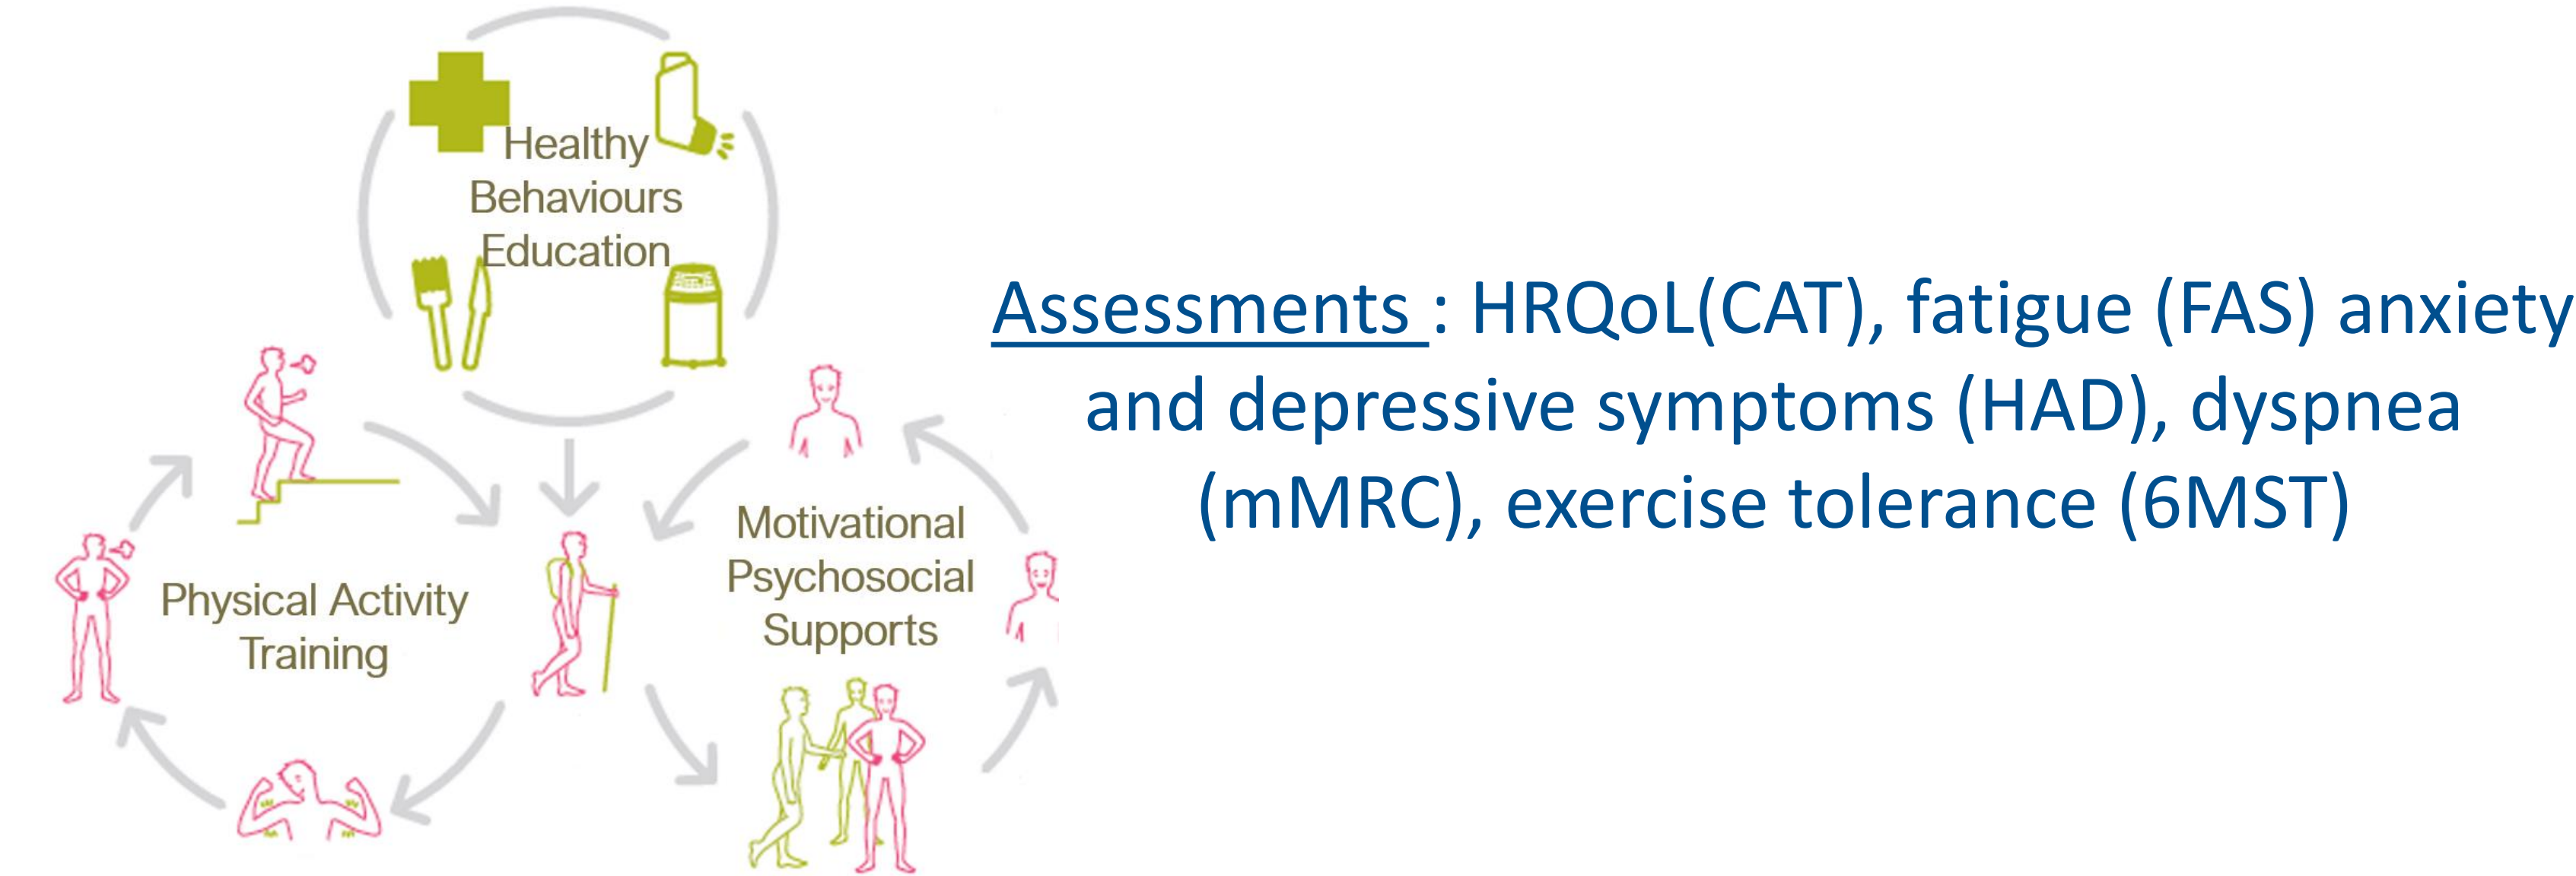 Healthy
Behaviours
Education
Physical Activity
Training
Motivational
Psychosocial
Supports
Assessments : HRQoL(CAT), fatigue (FAS) anxiety
and depressive symptoms (HAD), dyspnea
(mMRC), exercise tolerance (6MST)